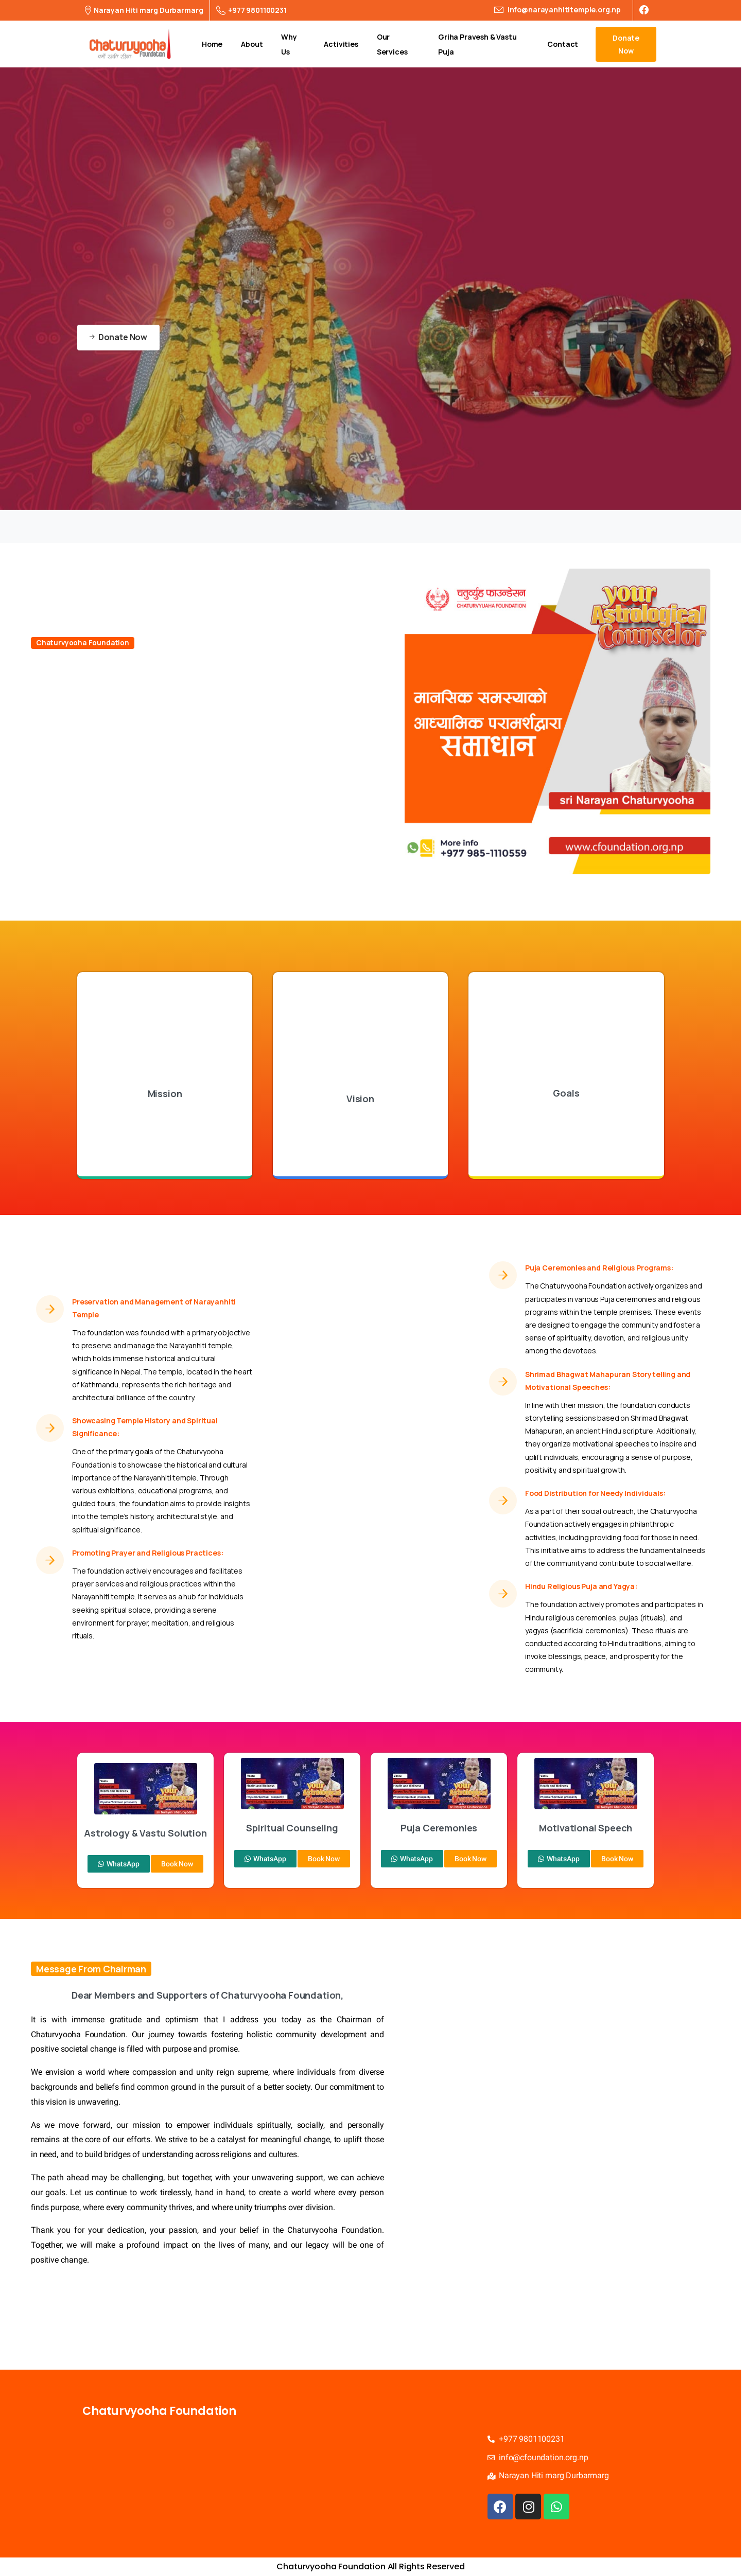 Narayan Hiti marg Durbarmarg
+977 9801100231
info@narayanhititemple.org.np
Chaturvyooha
Foundation
Home
About
Why
Us
Activities
Our
Services
Griha Pravesh & Vastu
Puja
Contact
Donate
Now
Donate Now
Chaturvyooha Foundation
चतुर्व्यूह फाउन्डेसन
CHATURVYUAHA FOUNDATION
your
Astrological
Counselor
मानसिक समस्याको
आध्यामिक परामर्शद्वारा
समाधान
sri Narayan Chaturvyooha
More info
+977 985-1110559
www.cfoundation.org.np
Mission
Vision
Goals
Preservation and Management of Narayanhiti
Temple
The foundation was founded with a primary objective
to preserve and manage the Narayanhiti temple,
which holds immense historical and cultural
significance in Nepal. The temple, located in the heart
of Kathmandu, represents the rich heritage and
architectural brilliance of the country.
Showcasing Temple History and Spiritual
Significance:
One of the primary goals of the Chaturvyooha
Foundation is to showcase the historical and cultural
importance of the Narayanhiti temple. Through
various exhibitions, educational programs, and
guided tours, the foundation aims to provide insights
into the temple's history, architectural style, and
spiritual significance.
Promoting Prayer and Religious Practices:
The foundation actively encourages and facilitates
prayer services and religious practices within the
Narayanhiti temple. It serves as a hub for individuals
seeking spiritual solace, providing a serene
environment for prayer, meditation, and religious
rituals.
Puja Ceremonies and Religious Programs:
The Chaturvyooha Foundation actively organizes and
participates in various Puja ceremonies and religious
programs within the temple premises. These events
are designed to engage the community and foster a
sense of spirituality, devotion, and religious unity
among the devotees.
Shrimad Bhagwat Mahapuran Storytelling and
Motivational Speeches:
In line with their mission, the foundation conducts
storytelling sessions based on Shrimad Bhagwat
Mahapuran, an ancient Hindu scripture. Additionally,
they organize motivational speeches to inspire and
uplift individuals, encouraging a sense of purpose,
positivity, and spiritual growth.
Food Distribution for Needy Individuals:
As a part of their social outreach, the Chaturvyooha
Foundation actively engages in philanthropic
activities, including providing food for those in need.
This initiative aims to address the fundamental needs
of the community and contribute to social welfare.
Hindu Religious Puja and Yagya:
The foundation actively promotes and participates in
Hindu religious ceremonies, pujas (rituals), and
yagyas (sacrificial ceremonies). These rituals are
conducted according to Hindu traditions, aiming to
invoke blessings, peace, and prosperity for the
community.
Astrology & Vastu Solution
WhatsApp
Book Now
Spiritual Counseling
WhatsApp
Book Now
Puja Ceremonies
WhatsApp
Book Now
Motivational Speech
WhatsApp
Book Now
Message From Chairman
Dear Members and Supporters of Chaturvyooha Foundation,
It is with immense gratitude and optimism that I address you today as the Chairman of
Chaturvyooha Foundation. Our journey towards fostering holistic community development and
positive societal change is filled with purpose and promise.
We envision a world where compassion and unity reign supreme, where individuals from diverse
backgrounds and beliefs find common ground in the pursuit of a better society. Our commitment to
this vision is unwavering.
As we move forward, our mission to empower individuals spiritually, socially, and personally
remains at the core of our efforts. We strive to be a catalyst for meaningful change, to uplift those
in need, and to build bridges of understanding across religions and cultures.
The path ahead may be challenging, but together, with your unwavering support, we can achieve
our goals. Let us continue to work tirelessly, hand in hand, to create a world where every person
finds purpose, where every community thrives, and where unity triumphs over division.
Thank you for your dedication, your passion, and your belief in the Chaturvyooha Foundation.
Together, we will make a profound impact on the lives of many, and our legacy will be one of
positive change.
Chaturvyooha Foundation
+977 9801100231
info@cfoundation.org.np
Narayan Hiti marg Durbarmarg
Chaturvyooha Foundation All Rights Reserved